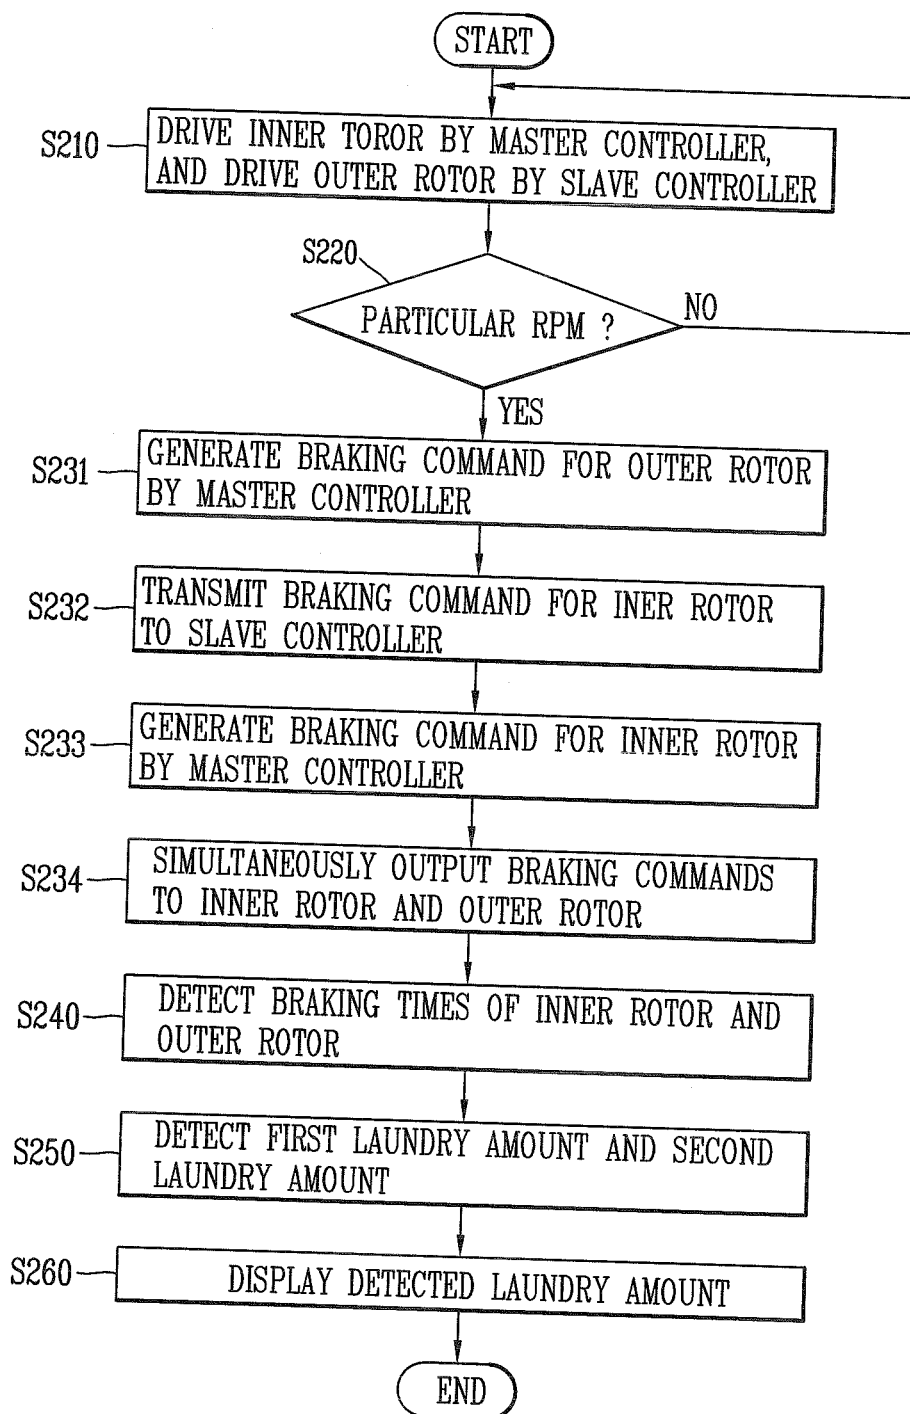 START
S210
DRIVE INNER TOROR BY MASTER CONTROLLER,
AND DRIVE OUTER ROTOR BY SLAVE CONTROLLER
S220
PARTICULAR RPM ?
NO
YES
S231
GENERATE BRAKING COMMAND FOR OUTER ROTOR
BY MASTER CONTROLLER
S232
TRANSMIT BRAKING COMMAND FOR INER ROTOR
TO SLAVE CONTROLLER
S233
GENERATE BRAKING COMMAND FOR INNER ROTOR
BY MASTER CONTROLLER
S234
SIMULTANEOUSLY OUTPUT BRAKING COMMANDS
TO INNER ROTOR AND OUTER ROTOR
S240
DETECT BRAKING TIMES OF INNER ROTOR AND
OUTER ROTOR
S250
DETECT FIRST LAUNDRY AMOUNT AND SECOND
LAUNDRY AMOUNT
S260
DISPLAY DETECTED LAUNDRY AMOUNT
END